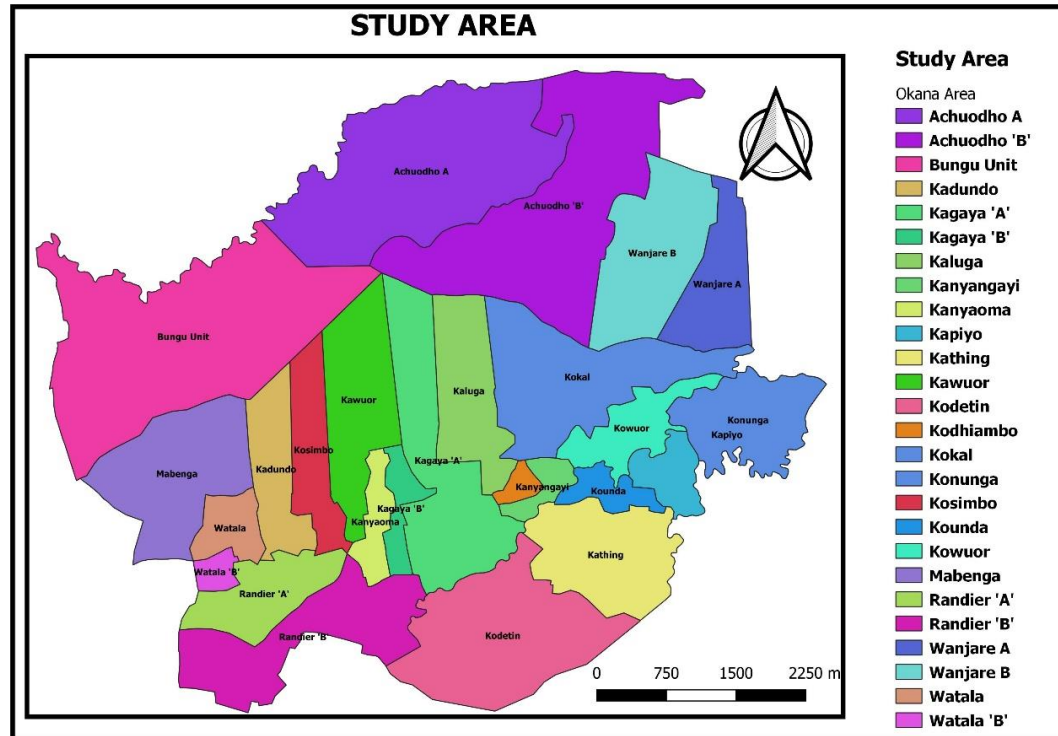 STUDY AREA
Achuodho A
Achuodho 'B'
Wanjare B
Wanjare A
Bungu Unit
Kokal
Kaluga
Konunga
Kapiyo
Kawuor
Kowuor
Kosimbo
Kagaya 'A'
Kadundo
Mabenga
Kanyangayi
Kounda
Kagaya 'B'
Kanyaoma
Watala
Kathing
Watala 'B'
Randier 'A'
Randier 'B'
Kodetin
0 750 1500 2250 m
Study Area
Okana Area
Achuodho A
Achuodho 'B'
Bungu Unit
Kadundo
Kagaya 'A'
Kagaya 'B'
Kaluga
Kanyangayi
Kanyaoma
Kapiyo
Kathing
Kawuor
Kodetin
Kodhiambo
Kokal
Konunga
Kosimbo
Kounda
Kowuor
Mabenga
Randier 'A'
Randier 'B'
Wanjare A
Wanjare B
Watala
Watala 'B'